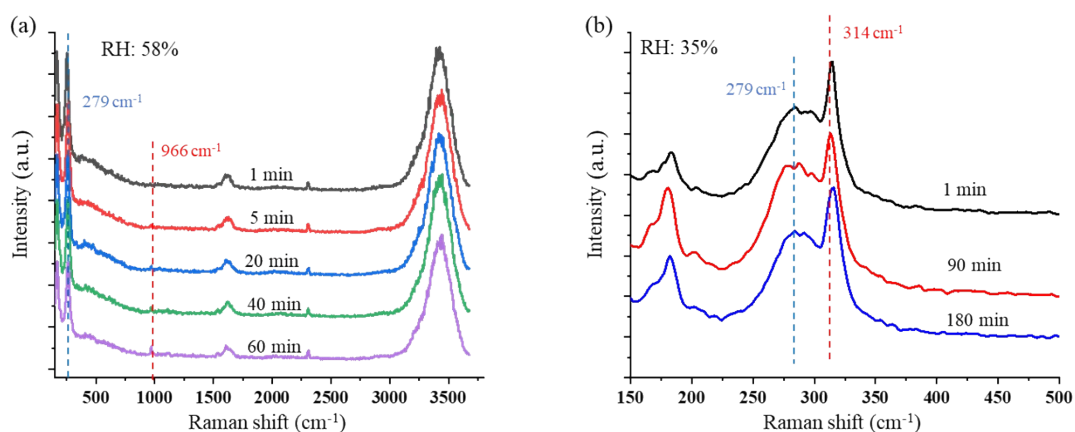 (a)
RH: 58%
279 cm⁻¹
966 cm⁻¹
1 min
5 min
20 min
40 min
60 min
Intensity (a.u.)
500 1000 1500 2000 2500 3000 3500
Raman shift (cm⁻¹)
(b)
RH: 35%
314 cm⁻¹
279 cm⁻¹
1 min
90 min
180 min
Intensity (a.u.)
150 200 250 300 350 400 450 500
Raman shift (cm⁻¹)